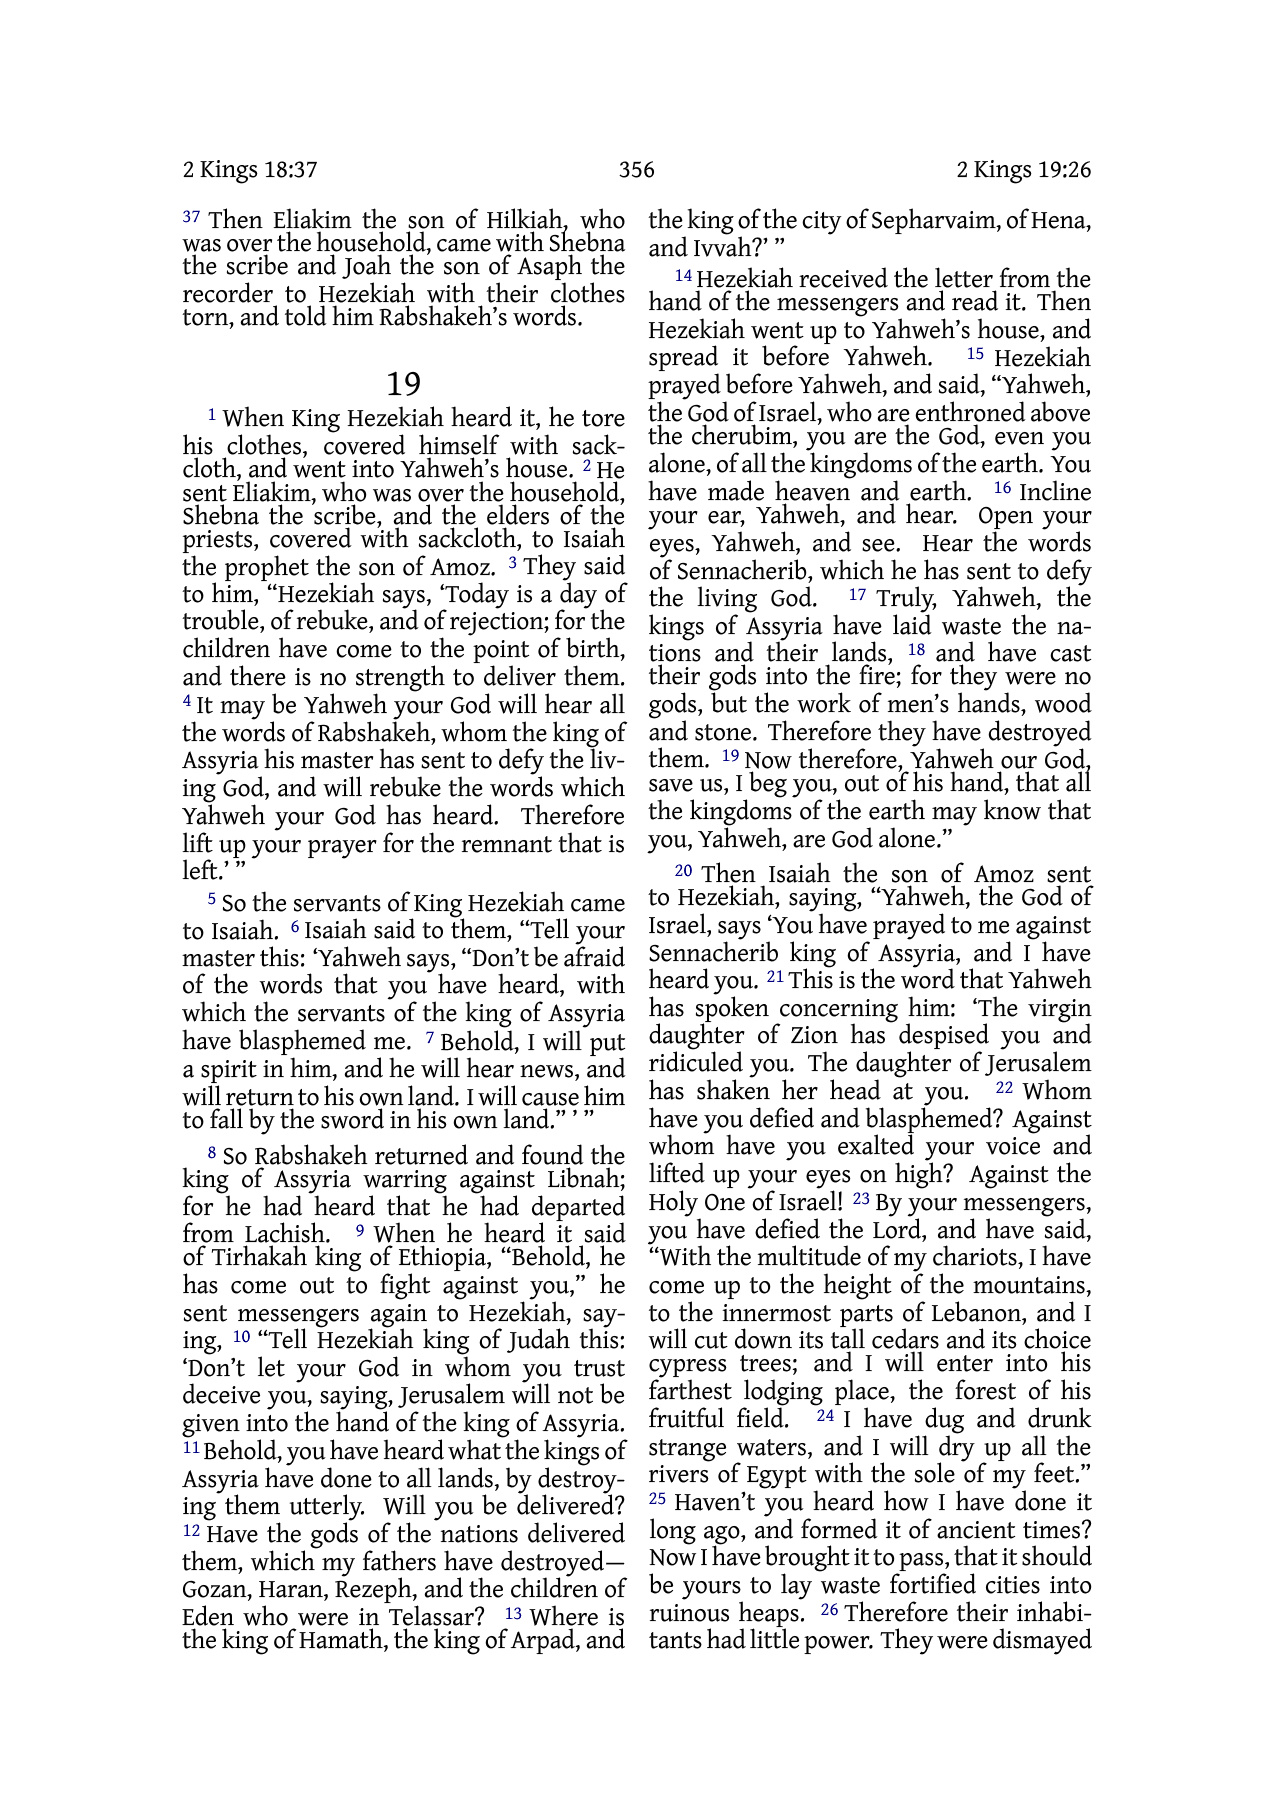 2 Kings 18:37 356 2 Kings 19:26
37 Then Eliakim the son of Hilkiah, who
was over the household, came with Shebna
the scribe and Joah the son of Asaph the
recorder to Hezekiah with their clothes
torn, and told him Rabshakeh’s words.
19
1 When King Hezekiah heard it, he tore
his clothes, covered himself with sack-
cloth, and went into Yahweh’s house. 2 He
sent Eliakim, who was over the household,
Shebna the scribe, and the elders of the
priests, covered with sackcloth, to Isaiah
the prophet the son of Amoz. 3 They said
to him, “Hezekiah says, ‘Today is a day of
trouble, of rebuke, and of rejection; for the
children have come to the point of birth,
and there is no strength to deliver them.
4 It may be Yahweh your God will hear all
the words of Rabshakeh, whom the king of
Assyria his master has sent to defy the liv-
ing God, and will rebuke the words which
Yahweh your God has heard. Therefore
lift up your prayer for the remnant that is
left.’ ”
5 So the servants of King Hezekiah came
to Isaiah. 6 Isaiah said to them, “Tell your
master this: ‘Yahweh says, “Don’t be afraid
of the words that you have heard, with
which the servants of the king of Assyria
have blasphemed me. 7 Behold, I will put
a spirit in him, and he will hear news, and
will return to his own land. I will cause him
to fall by the sword in his own land.” ’ ”
8 So Rabshakeh returned and found the
king of Assyria warring against Libnah;
for he had heard that he had departed
from Lachish. 9 When he heard it said
of Tirhakah king of Ethiopia, “Behold, he
has come out to fight against you,” he
sent messengers again to Hezekiah, say-
ing, 10 “Tell Hezekiah king of Judah this:
‘Don’t let your God in whom you trust
deceive you, saying, Jerusalem will not be
given into the hand of the king of Assyria.
11 Behold, you have heard what the kings of
Assyria have done to all lands, by destroy-
ing them utterly. Will you be delivered?
12 Have the gods of the nations delivered
them, which my fathers have destroyed—
Gozan, Haran, Rezeph, and the children of
Eden who were in Telassar? 13 Where is
the king of Hamath, the king of Arpad, and
the king of the city of Sepharvaim, of Hena,
and Ivvah?’ ”
14 Hezekiah received the letter from the
hand of the messengers and read it. Then
Hezekiah went up to Yahweh’s house, and
spread it before Yahweh. 15 Hezekiah
prayed before Yahweh, and said, “Yahweh,
the God of Israel, who are enthroned above
the cherubim, you are the God, even you
alone, of all the kingdoms of the earth. You
have made heaven and earth. 16 Incline
your ear, Yahweh, and hear. Open your
eyes, Yahweh, and see. Hear the words
of Sennacherib, which he has sent to defy
the living God. 17 Truly, Yahweh, the
kings of Assyria have laid waste the na-
tions and their lands, 18 and have cast
their gods into the fire; for they were no
gods, but the work of men’s hands, wood
and stone. Therefore they have destroyed
them. 19 Now therefore, Yahweh our God,
save us, I beg you, out of his hand, that all
the kingdoms of the earth may know that
you, Yahweh, are God alone.”
20 Then Isaiah the son of Amoz sent
to Hezekiah, saying, “Yahweh, the God of
Israel, says ‘You have prayed to me against
Sennacherib king of Assyria, and I have
heard you. 21 This is the word that Yahweh
has spoken concerning him: ‘The virgin
daughter of Zion has despised you and
ridiculed you. The daughter of Jerusalem
has shaken her head at you. 22 Whom
have you defied and blasphemed? Against
whom have you exalted your voice and
lifted up your eyes on high? Against the
Holy One of Israel! 23 By your messengers,
you have defied the Lord, and have said,
“With the multitude of my chariots, I have
come up to the height of the mountains,
to the innermost parts of Lebanon, and I
will cut down its tall cedars and its choice
cypress trees; and I will enter into his
farthest lodging place, the forest of his
fruitful field. 24 I have dug and drunk
strange waters, and I will dry up all the
rivers of Egypt with the sole of my feet.”
25 Haven’t you heard how I have done it
long ago, and formed it of ancient times?
Now I have brought it to pass, that it should
be yours to lay waste fortified cities into
ruinous heaps. 26 Therefore their inhabi-
tants had little power. They were dismayed